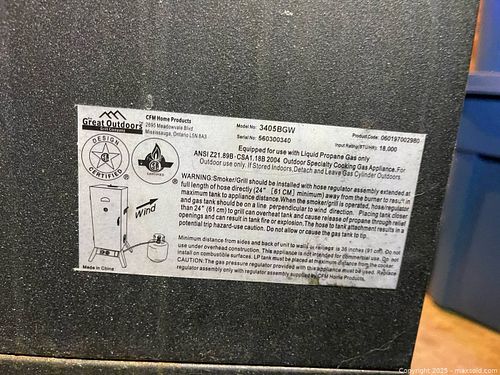 Great Outdoors
CFM Home Products
2695 Meadowvale Blvd
Mississauga, Ontario L5N 8A3
Model No: 3405BGW
Serial No: 560300340
Product Code: 060197002980
Input Rating(BTU/HR): 18,000
DESIGN
CERTIFIED
CERTIFIED
Equipped for use with Liquid Propane Gas only
ANSI Z21.89B-CSA1.18B 2004 Outdoor Specialty Cooking Gas Appliance.For
Outdoor use only. If Stored Indoors,Detach and Leave Gas Cylinder Outdoors.
WARNING:Smoker/Grill should be installed with hose regulator assembly extended at
full length of hose directly (24" [61 CM] minimum) away from the burner to result in
maximum tank to appliance distance.When the smoker/grill is operated, hose/regulator
and gas tank should be on a line perpendicular to wind direction. Placing tank closer
than 24" (61 cm) to grill can overheat tank and cause release of propane through relief
openings and can result in tank fire or explosion. The hose to tank attachment results in a
potential trip hazard-use caution. Do not allow or cause the gas tank to tip.
Wind
Minimum distance from sides and back of unit to walls or railings is 36 inches (91 cm). Do not
use under overhead construction. This appliance is not intended for commercial use. Do not
install on combustible surfaces. LP tank must be placed at maximum distance from the cooker.
CAUTION:The gas pressure regulator provided with this appliance must be used. Replace
regulator assembly only with regulator assembly supplied by CFM Home Products.
Made in China
Copyright 2025 - maxsold.com